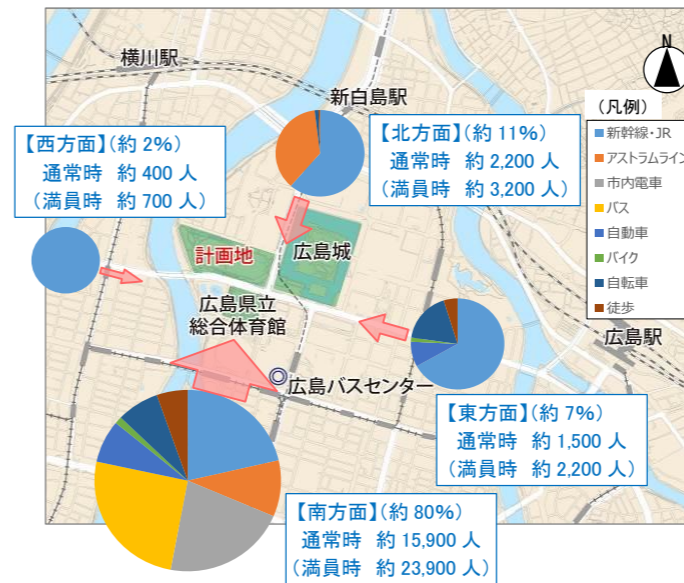 横川駅
新白島駅
N
(凡例)
新幹線・JR
アストラムライン
市内電車
バス
自動車
バイク
自転車
徒歩
【西方面】(約 2%)
通常時 約 400 人
(満員時 約 700 人)
【北方面】(約 11%)
通常時 約 2,200 人
(満員時 約 3,200 人)
計画地
広島城
広島県立
総合体育館
広島駅
広島バスセンター
【東方面】(約 7%)
通常時 約 1,500 人
(満員時 約 2,200 人)
【南方面】(約 80%)
通常時 約 15,900 人
(満員時 約 23,900 人)